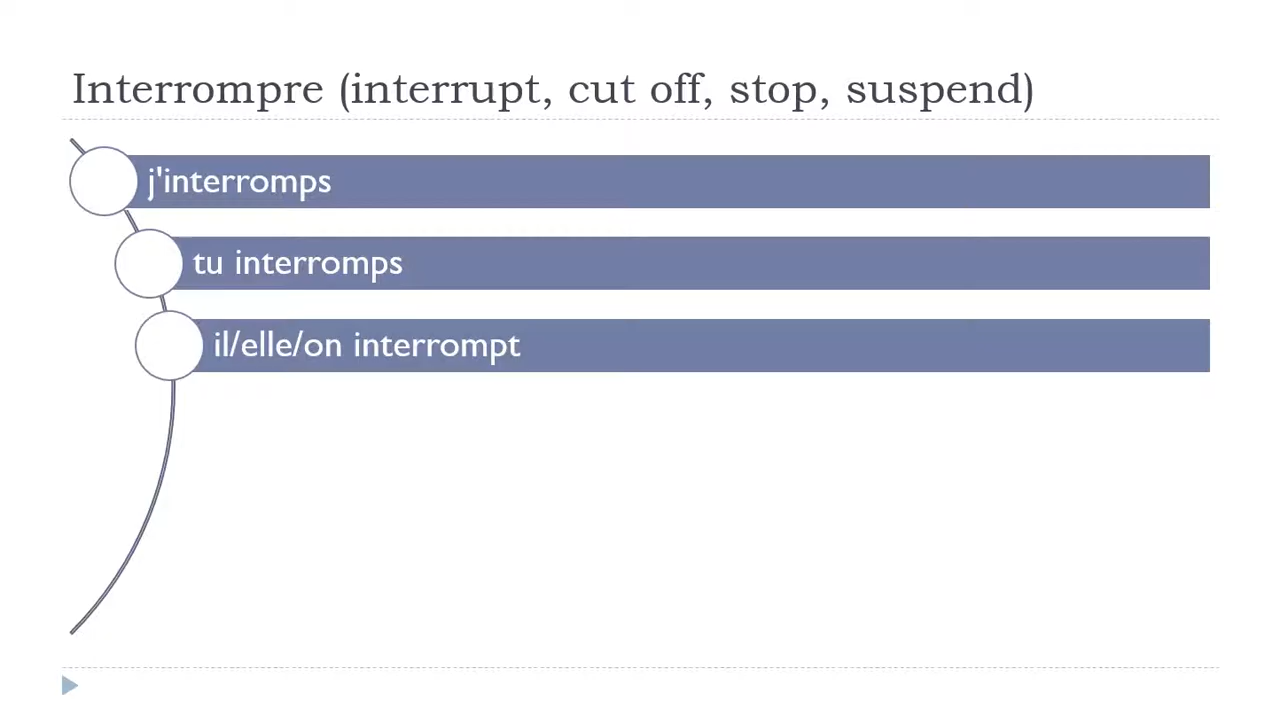 Interrompre (interrupt, cut off, stop, suspend)
j'interromps
tu interromps
il/elle/on interrompt